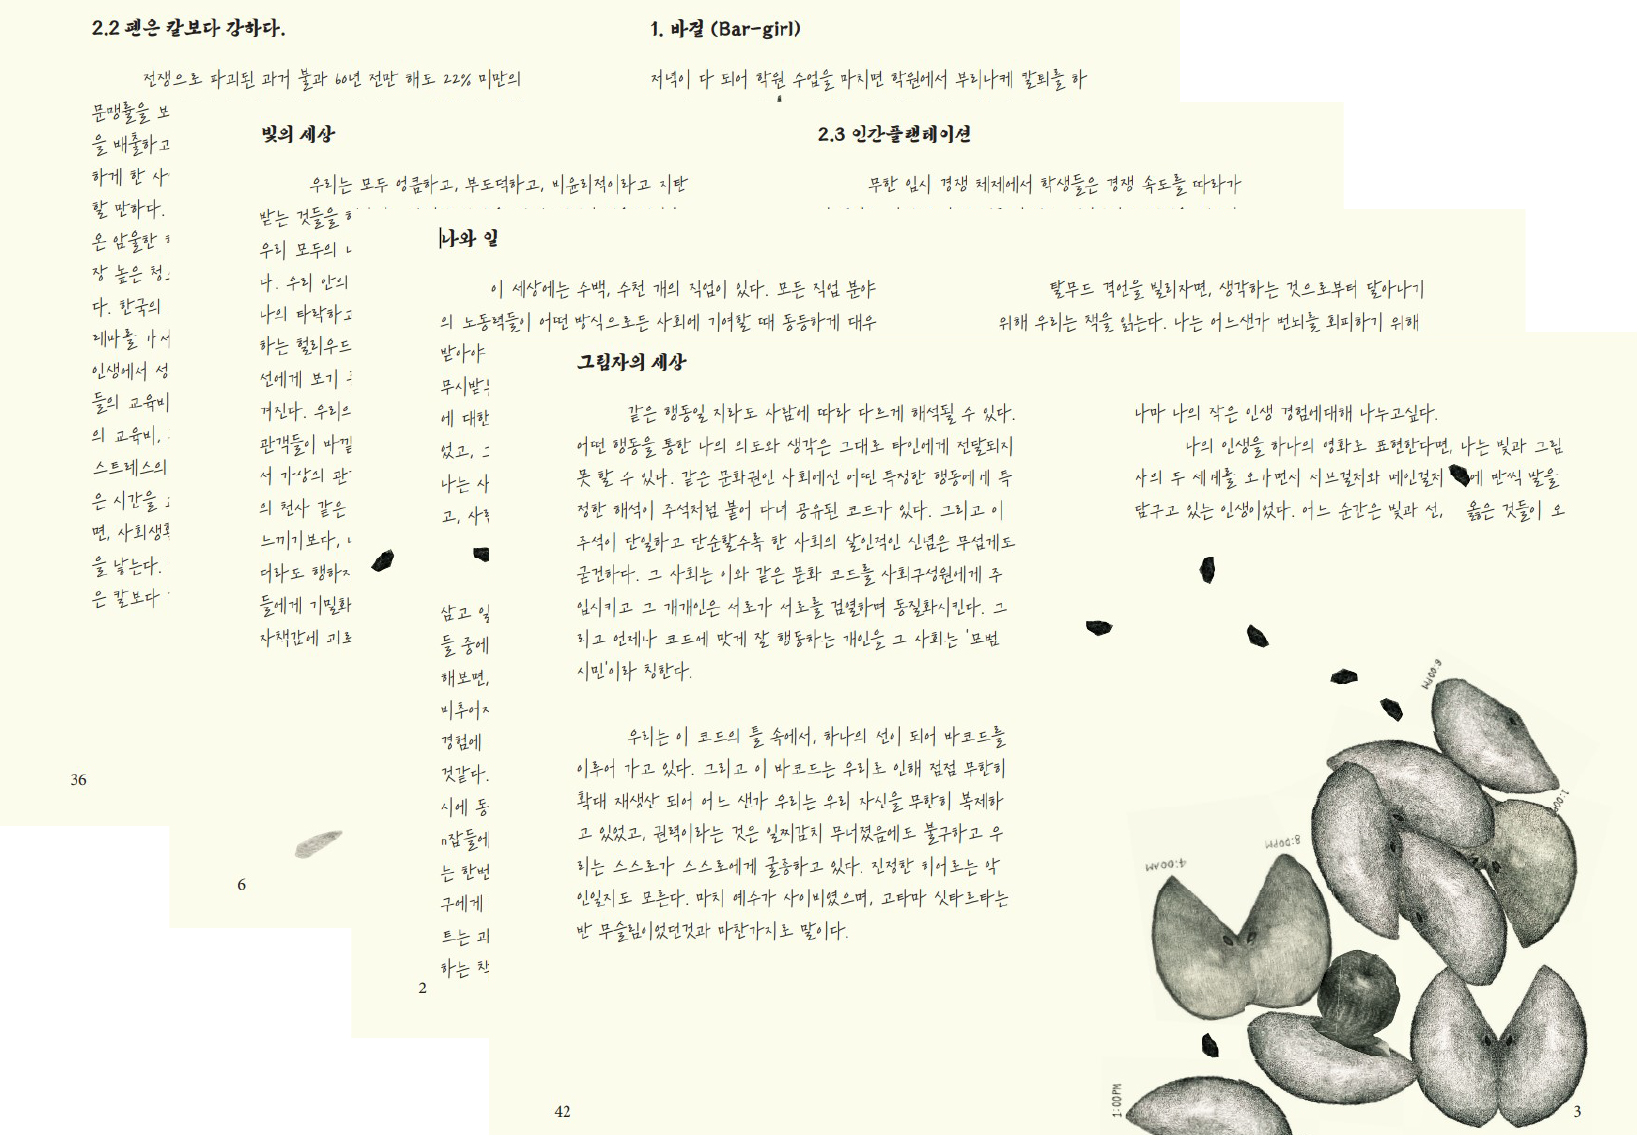 2.2 펜은 칼보다 강하다.
전쟁으로 파괴된 과거 불과 60년 전만 해도 22% 미만의
문맹률을 보
을 배출하고
하게 한 사
할 만하다.
온 암울한
장 높은 청
다. 한국의
인생에서 성
들의 교육비
의 교육비,
스트레스의
은 시간을
면, 사회생활
을 낳는다.
은 칼보다
36
1. 바걸 (Bar-girl)
저녁이 다 되어 학원 수업을 마치면 학원에서 부리나케 칼퇴를 하
빛의 세상
우리는 모두 엉큼하고, 부도덕하고, 비윤리적이라고 지탄
받는 것들을
우리 모두의
나. 우리 안의
나의 타락하고
하는 헐리우드
선에게 보기
겨진다. 우리의
관객들이 바깥
서 가상의 관
의 천사 같은
느끼기보다,
더라도 행하지
들에게 기밀화
자책감에 괴로
6
2.3 인간플랜테이션
무한 입시 경쟁 체제에서 학생들은 경쟁 속도를 따라가
나와 일
이 세상에는 수백, 수천 개의 직업이 있다. 모든 직업 분야
의 노동력들이 어떤 방식으로든 사회에 기여할 때 동등하게 대우
받아야
무시받
에 대한
었고, 그
나는 사
고, 사
삶고 일
들 중에
해보면,
미루어
경험에
것같다.
시에 동
n잡들에
는 한번
구에게
트는 괴
하는 작
2
탈무드 격언을 빌리자면, 생각하는 것으로부터 달아나기
위해 우리는 책을 읽는다. 나는 어느샌가 번뇌를 회피하기 위해
그림자의 세상
같은 행동일 지라도 사람에 따라 다르게 해석될 수 있다.
어떤 행동을 통한 나의 의도와 생각은 그대로 타인에게 전달되지
못 할 수 있다. 같은 문화권인 사회에선 어떤 특정한 행동에게 특
정한 해석이 주석처럼 붙어 다녀 공유된 코드가 있다. 그리고 이
주석이 단일하고 단순할수록 한 사회의 살인적인 신념은 무섭게도
굳건하다. 그 사회는 이와 같은 문화 코드를 사회구성원에게 주
입시키고 그 개개인은 서로가 서로를 검열하며 동질화시킨다. 그
리고 언제나 코드에 맞게 잘 행동하는 개인을 그 사회는 '모범
시민'이라 칭한다.
우리는 이 코드의 틀 속에서, 하나의 선이 되어 바코드를
이루어 가고 있다. 그리고 이 바코드는 우리로 인해 점점 무한히
확대 재생산 되어 어느 샌가 우리는 우리 자신을 무한히 복제하
고 있었고, 권력이라는 것은 일찌감치 무너졌음에도 불구하고 우
리는 스스로가 스스로에게 굴종하고 있다. 진정한 히어로는 악
인일지도 모른다. 마치 예수가 사이비였으며, 고타마 싯타르타는
반 무슬림이었던것과 마찬가지로 말이다.
42
나마 나의 작은 인생 경험에대해 나누고싶다.
나의 인생을 하나의 영화로 표현한다면, 나는 빛과 그림
자의 두 세계를 오가면서 서브컬처와 메인컬처 에 반씩 발을
담구고 있는 인생이었다. 어느 순간은 빛과 선, 옳은 것들이 오
6:00PM
1:00PM
8:00PM
4:00AM
1:00PM
3